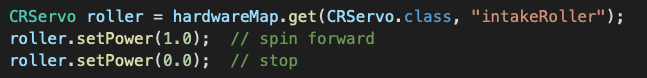 CRServo roller = hardwareMap.get(CRServo.class, "intakeRoller");
roller.setPower(1.0);  // spin forward
roller.setPower(0.0);  // stop